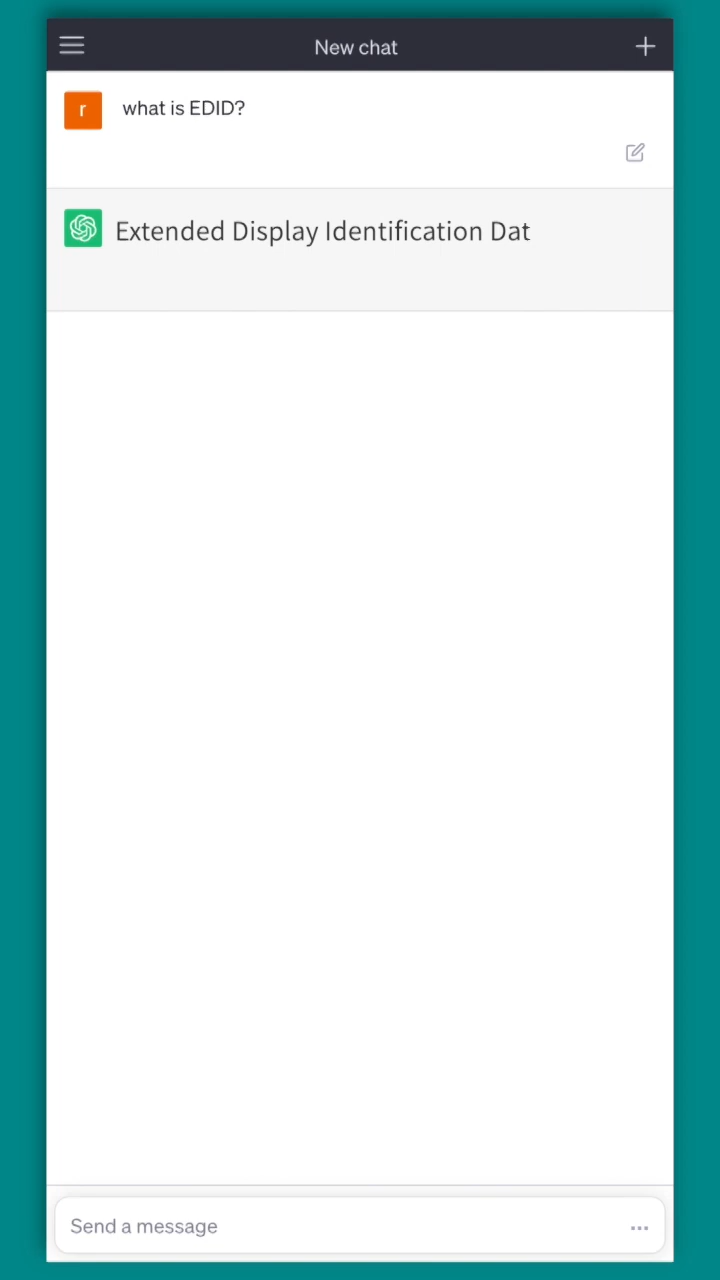 New chat
r
what is EDID?
Extended Display Identification Dat
Send a message